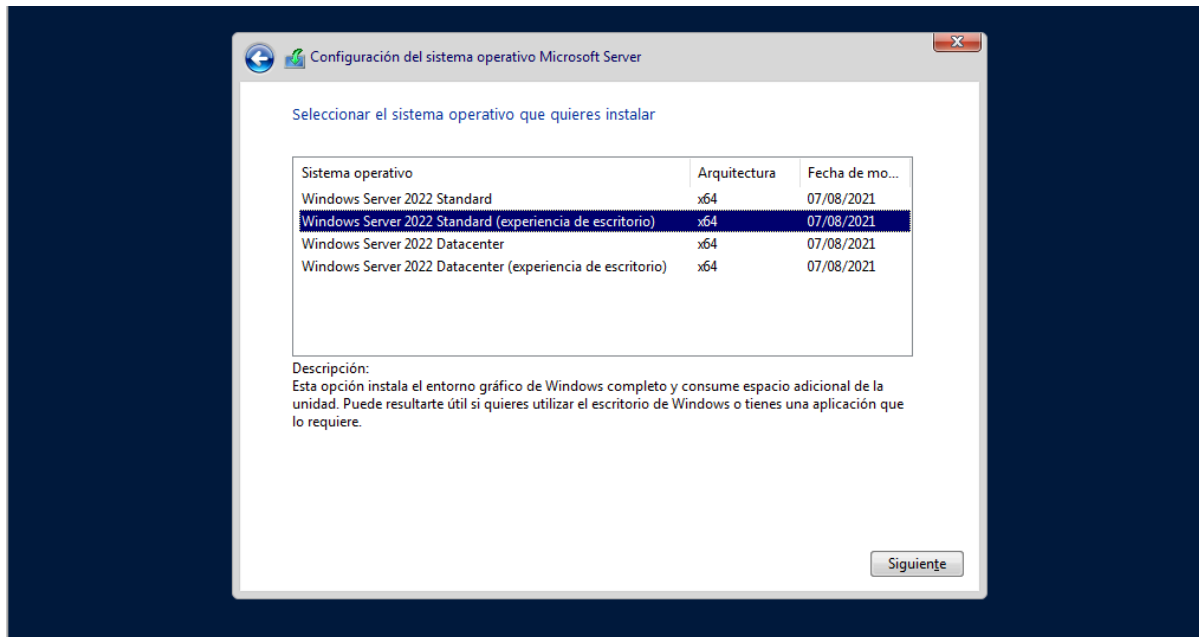 Configuración del sistema operativo Microsoft Server
Seleccionar el sistema operativo que quieres instalar
Sistema operativo Arquitectura Fecha de mo...
Windows Server 2022 Standard x64 07/08/2021
Windows Server 2022 Standard (experiencia de escritorio) x64 07/08/2021
Windows Server 2022 Datacenter x64 07/08/2021
Windows Server 2022 Datacenter (experiencia de escritorio) x64 07/08/2021
Descripción:
Esta opción instala el entorno gráfico de Windows completo y consume espacio adicional de la
unidad. Puede resultarte útil si quieres utilizar el escritorio de Windows o tienes una aplicación que
lo requiere.
Siguiente